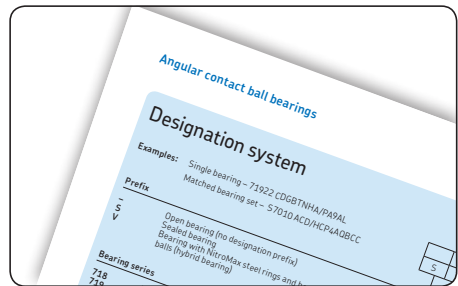 Angular contact ball bearings
Designation system
Examples: Single bearing – 71922 CDGBTNHA/PA9AL
Matched bearing set – S7010 ACD/HCP4AQBCC
Prefix
– Open bearing (no designation prefix)
S Sealed bearing
V Bearing with NitroMax steel rings and
balls (hybrid bearing)
Bearing series
718
719
S